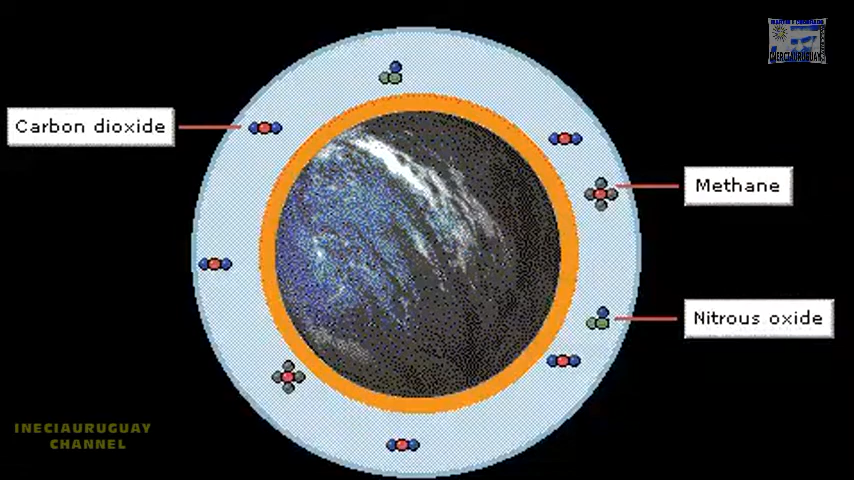 Carbon dioxide
Methane
Nitrous oxide
INECIAURUGUAY
CHANNEL